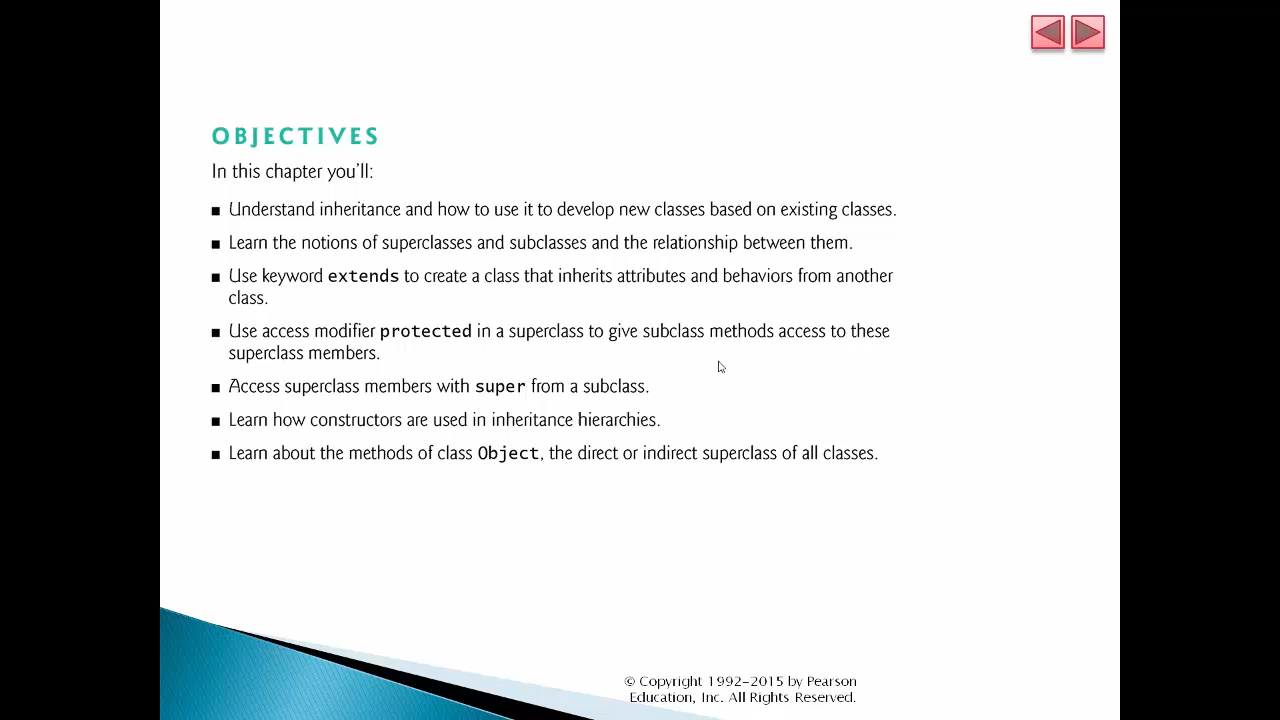 OBJECTIVES
In this chapter you'll:
■ Understand inheritance and how to use it to develop new classes based on existing classes.
■ Learn the notions of superclasses and subclasses and the relationship between them.
■ Use keyword extends to create a class that inherits attributes and behaviors from another
class.
■ Use access modifier protected in a superclass to give subclass methods access to these
superclass members.
■ Access superclass members with super from a subclass.
■ Learn how constructors are used in inheritance hierarchies.
■ Learn about the methods of class Object, the direct or indirect superclass of all classes.
© Copyright 1992–2015 by Pearson
Education, Inc. All Rights Reserved.